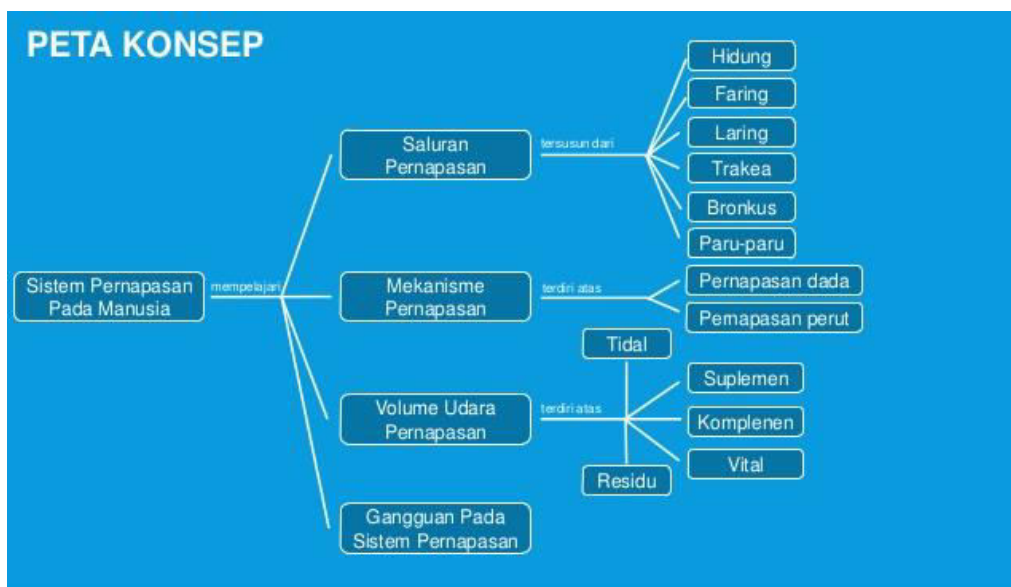 PETA KONSEP
Sistem Pernapasan
Pada Manusia
mempelajari
Saluran
Pernapasan
tersusun dari
Hidung
Faring
Laring
Trakea
Bronkus
Paru-paru
Mekanisme
Pernapasan
terdiri atas
Pernapasan dada
Pernapasan perut
Volume Udara
Pernapasan
terdiri atas
Tidal
Suplemen
Komplenen
Vital
Residu
Gangguan Pada
Sistem Pernapasan